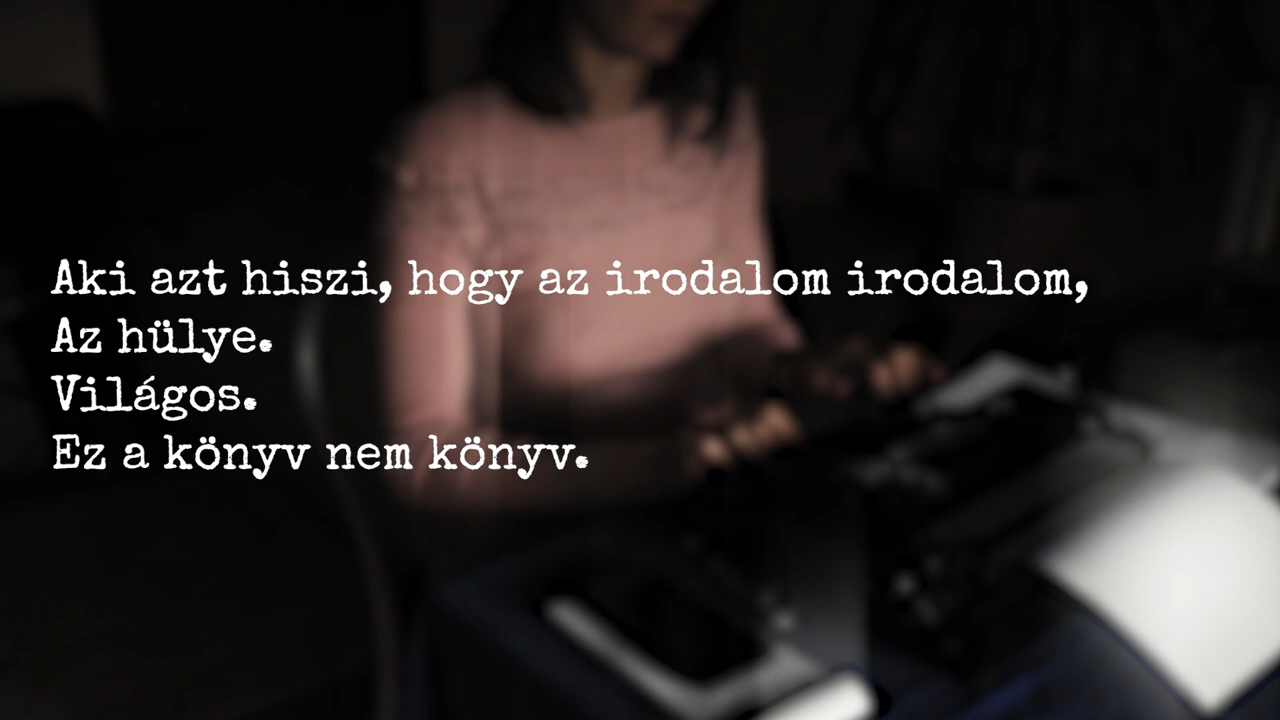 Aki azt hiszi, hogy az irodalom irodalom,
Az hülye.
Világos.
Ez a könyv nem könyv.